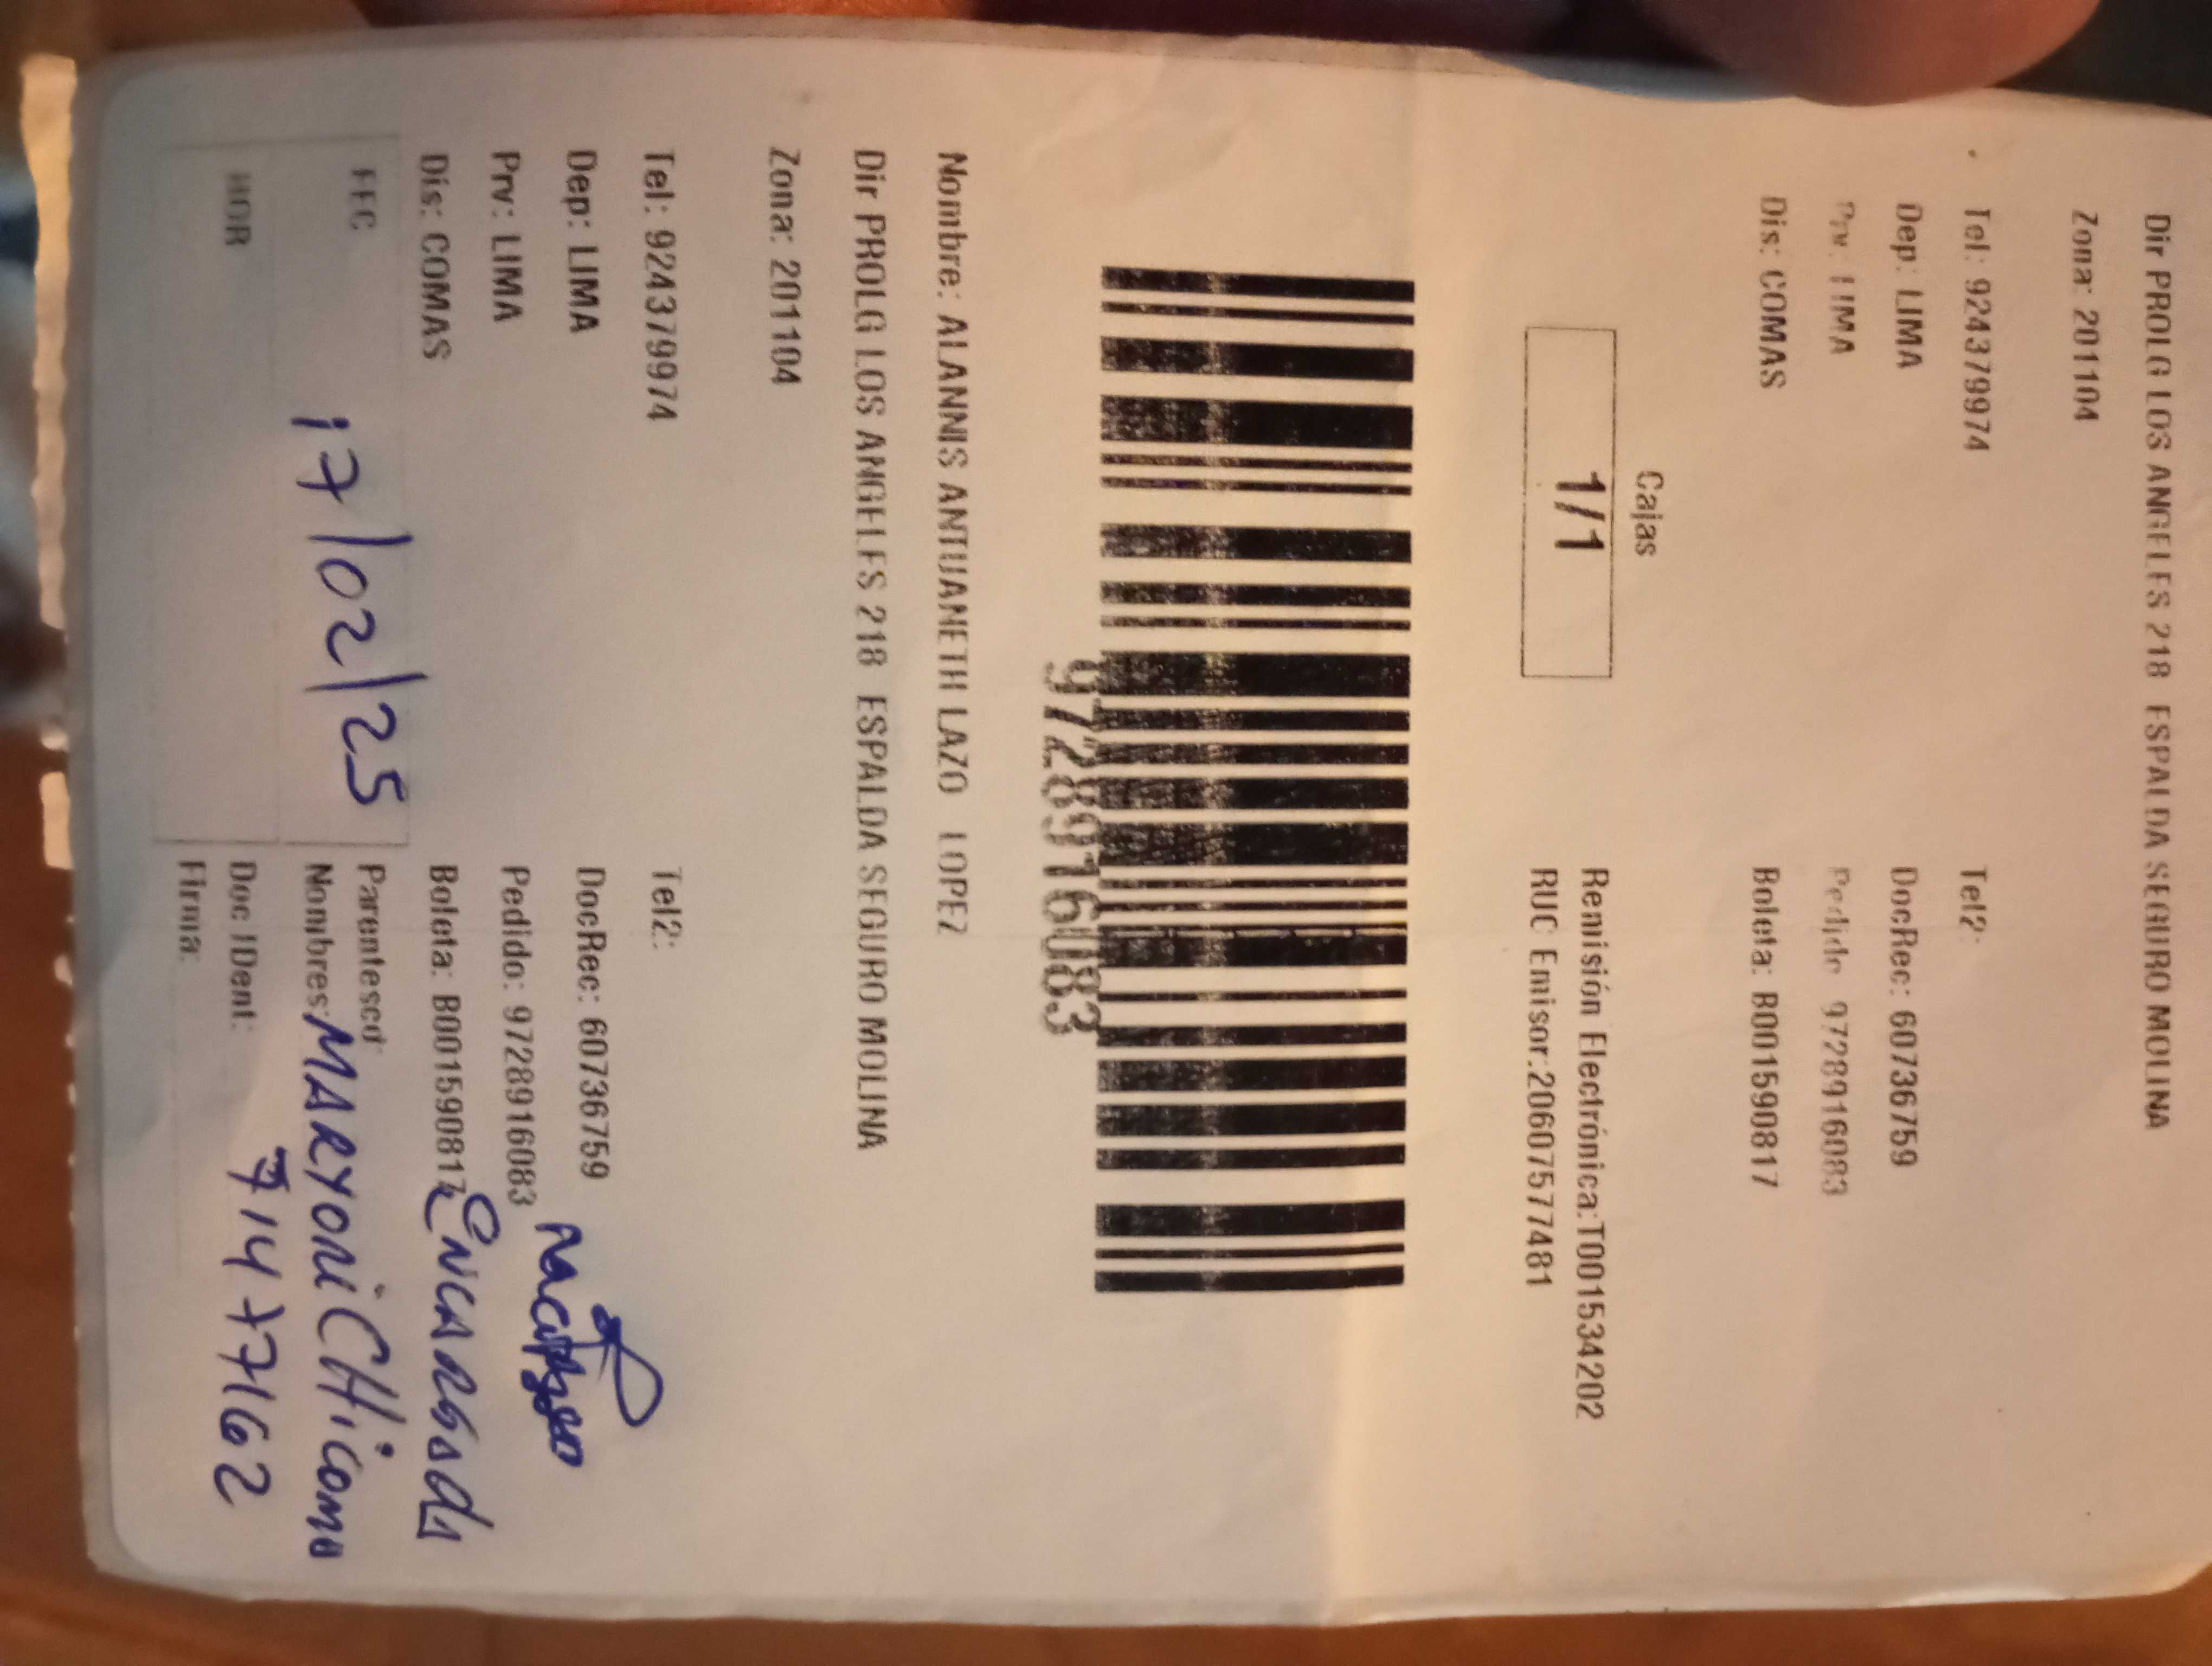 Dir PROLG LOS ANGELES 218 ESPALDA SEGURO MOLINA
Zona: 201104
Tel: 924379974 Tel2:
Dep: LIMA DocRec: 60736759
Prv: LIMA Pedido 9728916083
Dis: COMAS Boleta: B001590817
Cajas
1/1
Remisión Electrónica:T001534202
RUC Emisor:20607577481
9728916083
Nombre: ALANNIS ANTUANETH LAZO LOPEZ
Dir PROLG LOS ANGELES 218 ESPALDA SEGURO MOLINA
Zona: 201104
Tel: 924379974 Tel2:
Dep: LIMA DocRec: 60736759
Prv: LIMA Pedido: 9728916083
Dis: COMAS Boleta: B001590817 ENCARGADA
FEC 17/02/25 Parentesco:
Nombres: MARYORI CHicoma
HOR Doc IDent: 71477162
Firma: